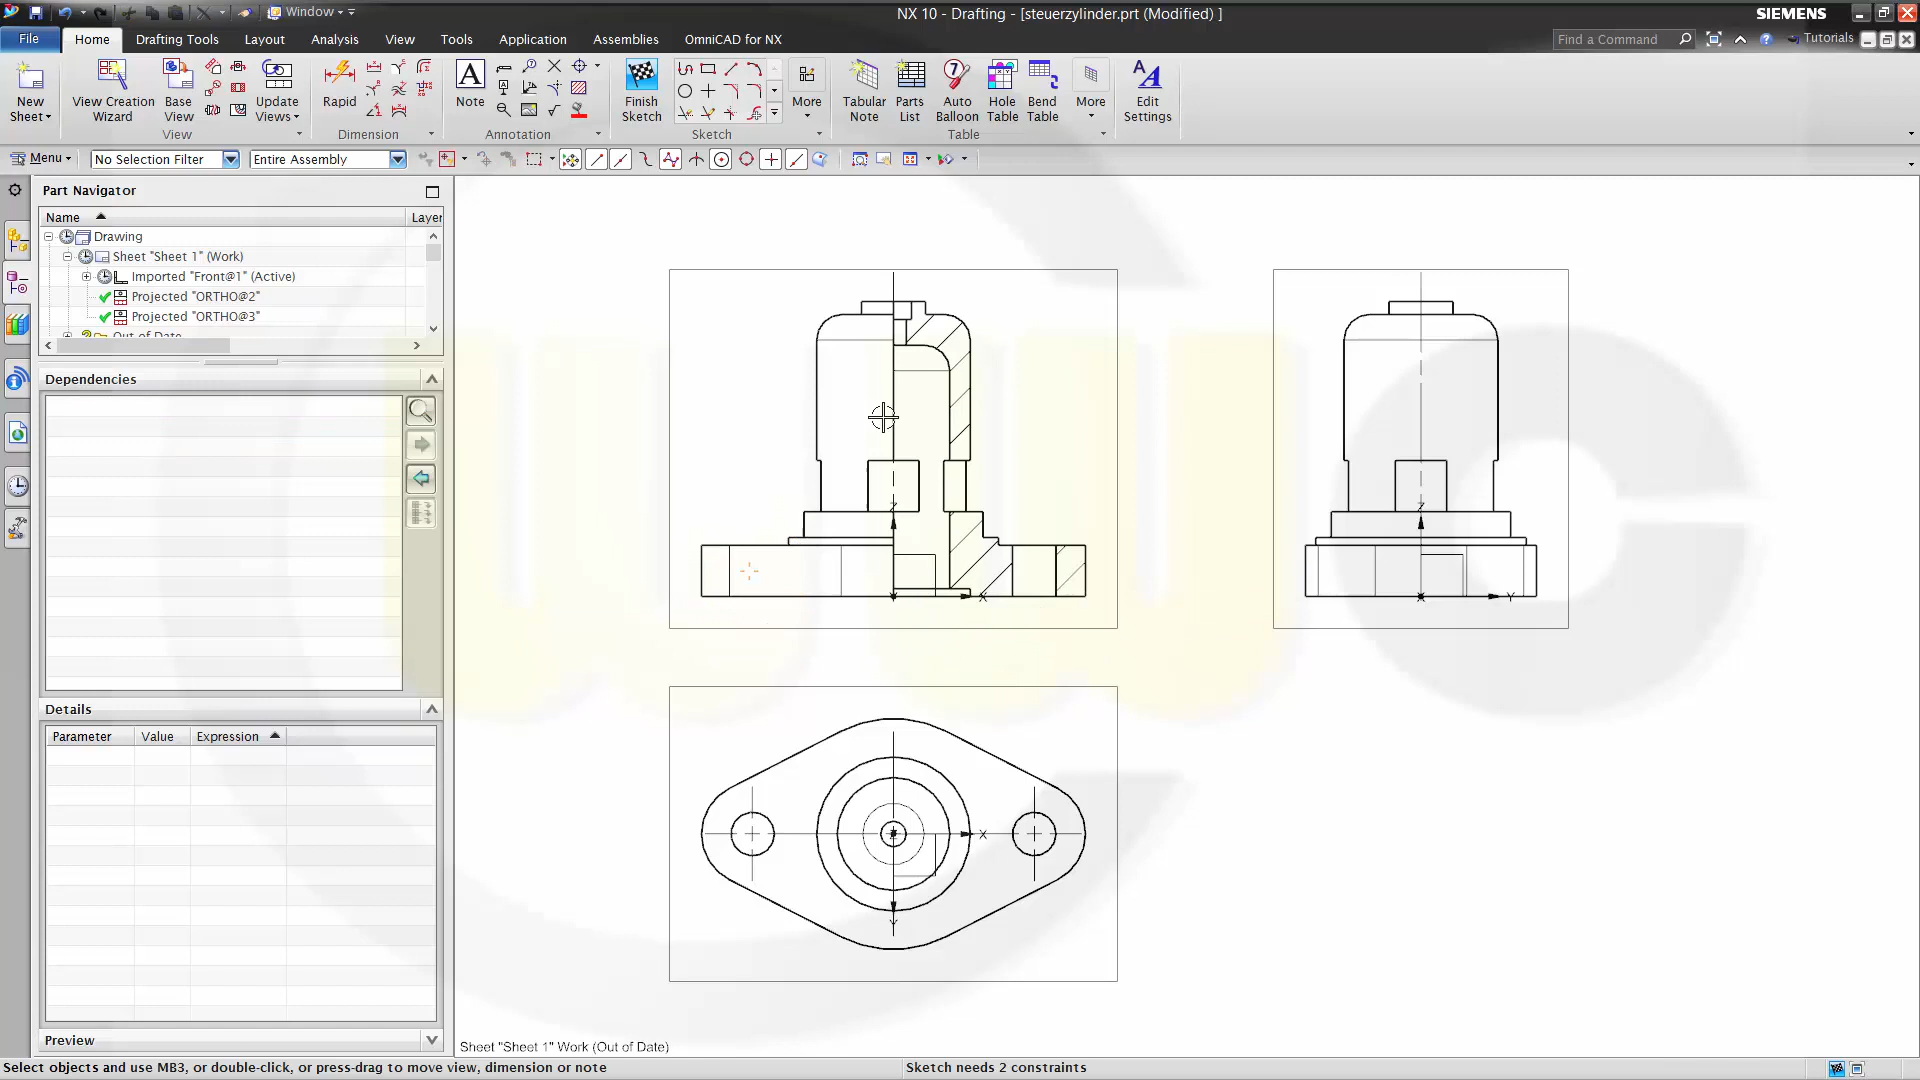 Window
NX 10 - Drafting - [steuerzylinder.prt (Modified) ]
SIEMENS
File
Home
Drafting Tools
Layout
Analysis
View
Tools
Application
Assemblies
OmniCAD for NX
Find a Command
Tutorials
New Sheet
View Creation Wizard
Base View
Update Views
Rapid
Note
Finish Sketch
More
Tabular Note
Parts List
Auto Balloon
Hole Table
Bend Table
More
Edit Settings
View
Dimension
Annotation
Sketch
Table
Menu
No Selection Filter
Entire Assembly
Part Navigator
Name
Layer
Drawing
Sheet "Sheet 1" (Work)
Imported "Front@1" (Active)
Projected "ORTHO@2"
Projected "ORTHO@3"
Out of Date
Dependencies
Details
Parameter
Value
Expression
Preview
Z
X
Z
X
Y
Z
X
Y
Sheet "Sheet 1" Work (Out of Date)
Select objects and use MB3, or double-click, or press-drag to move view, dimension or note
Sketch needs 2 constraints